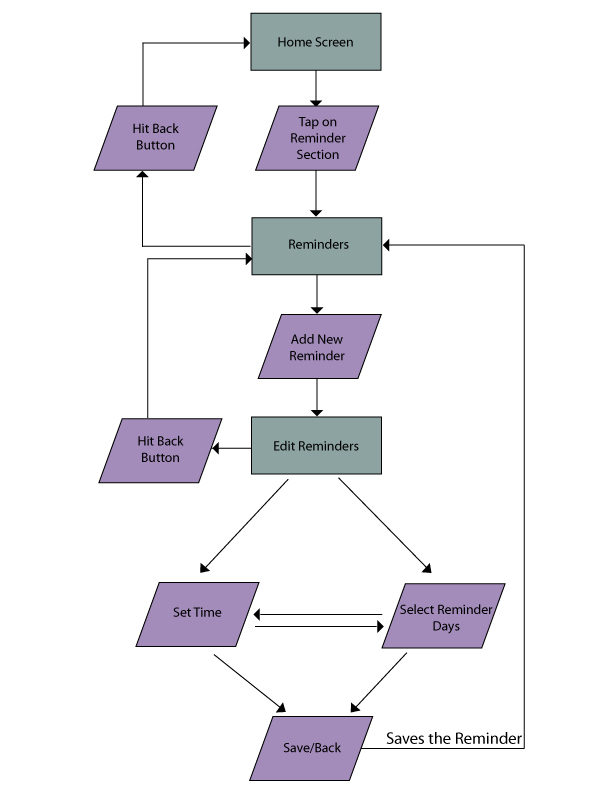 Home Screen
Hit Back
Button
Tap on
Reminder
Section
Reminders
Add New
Reminder
Hit Back
Button
Edit Reminders
Set Time
Select Reminder
Days
Save/Back
Saves the Reminder